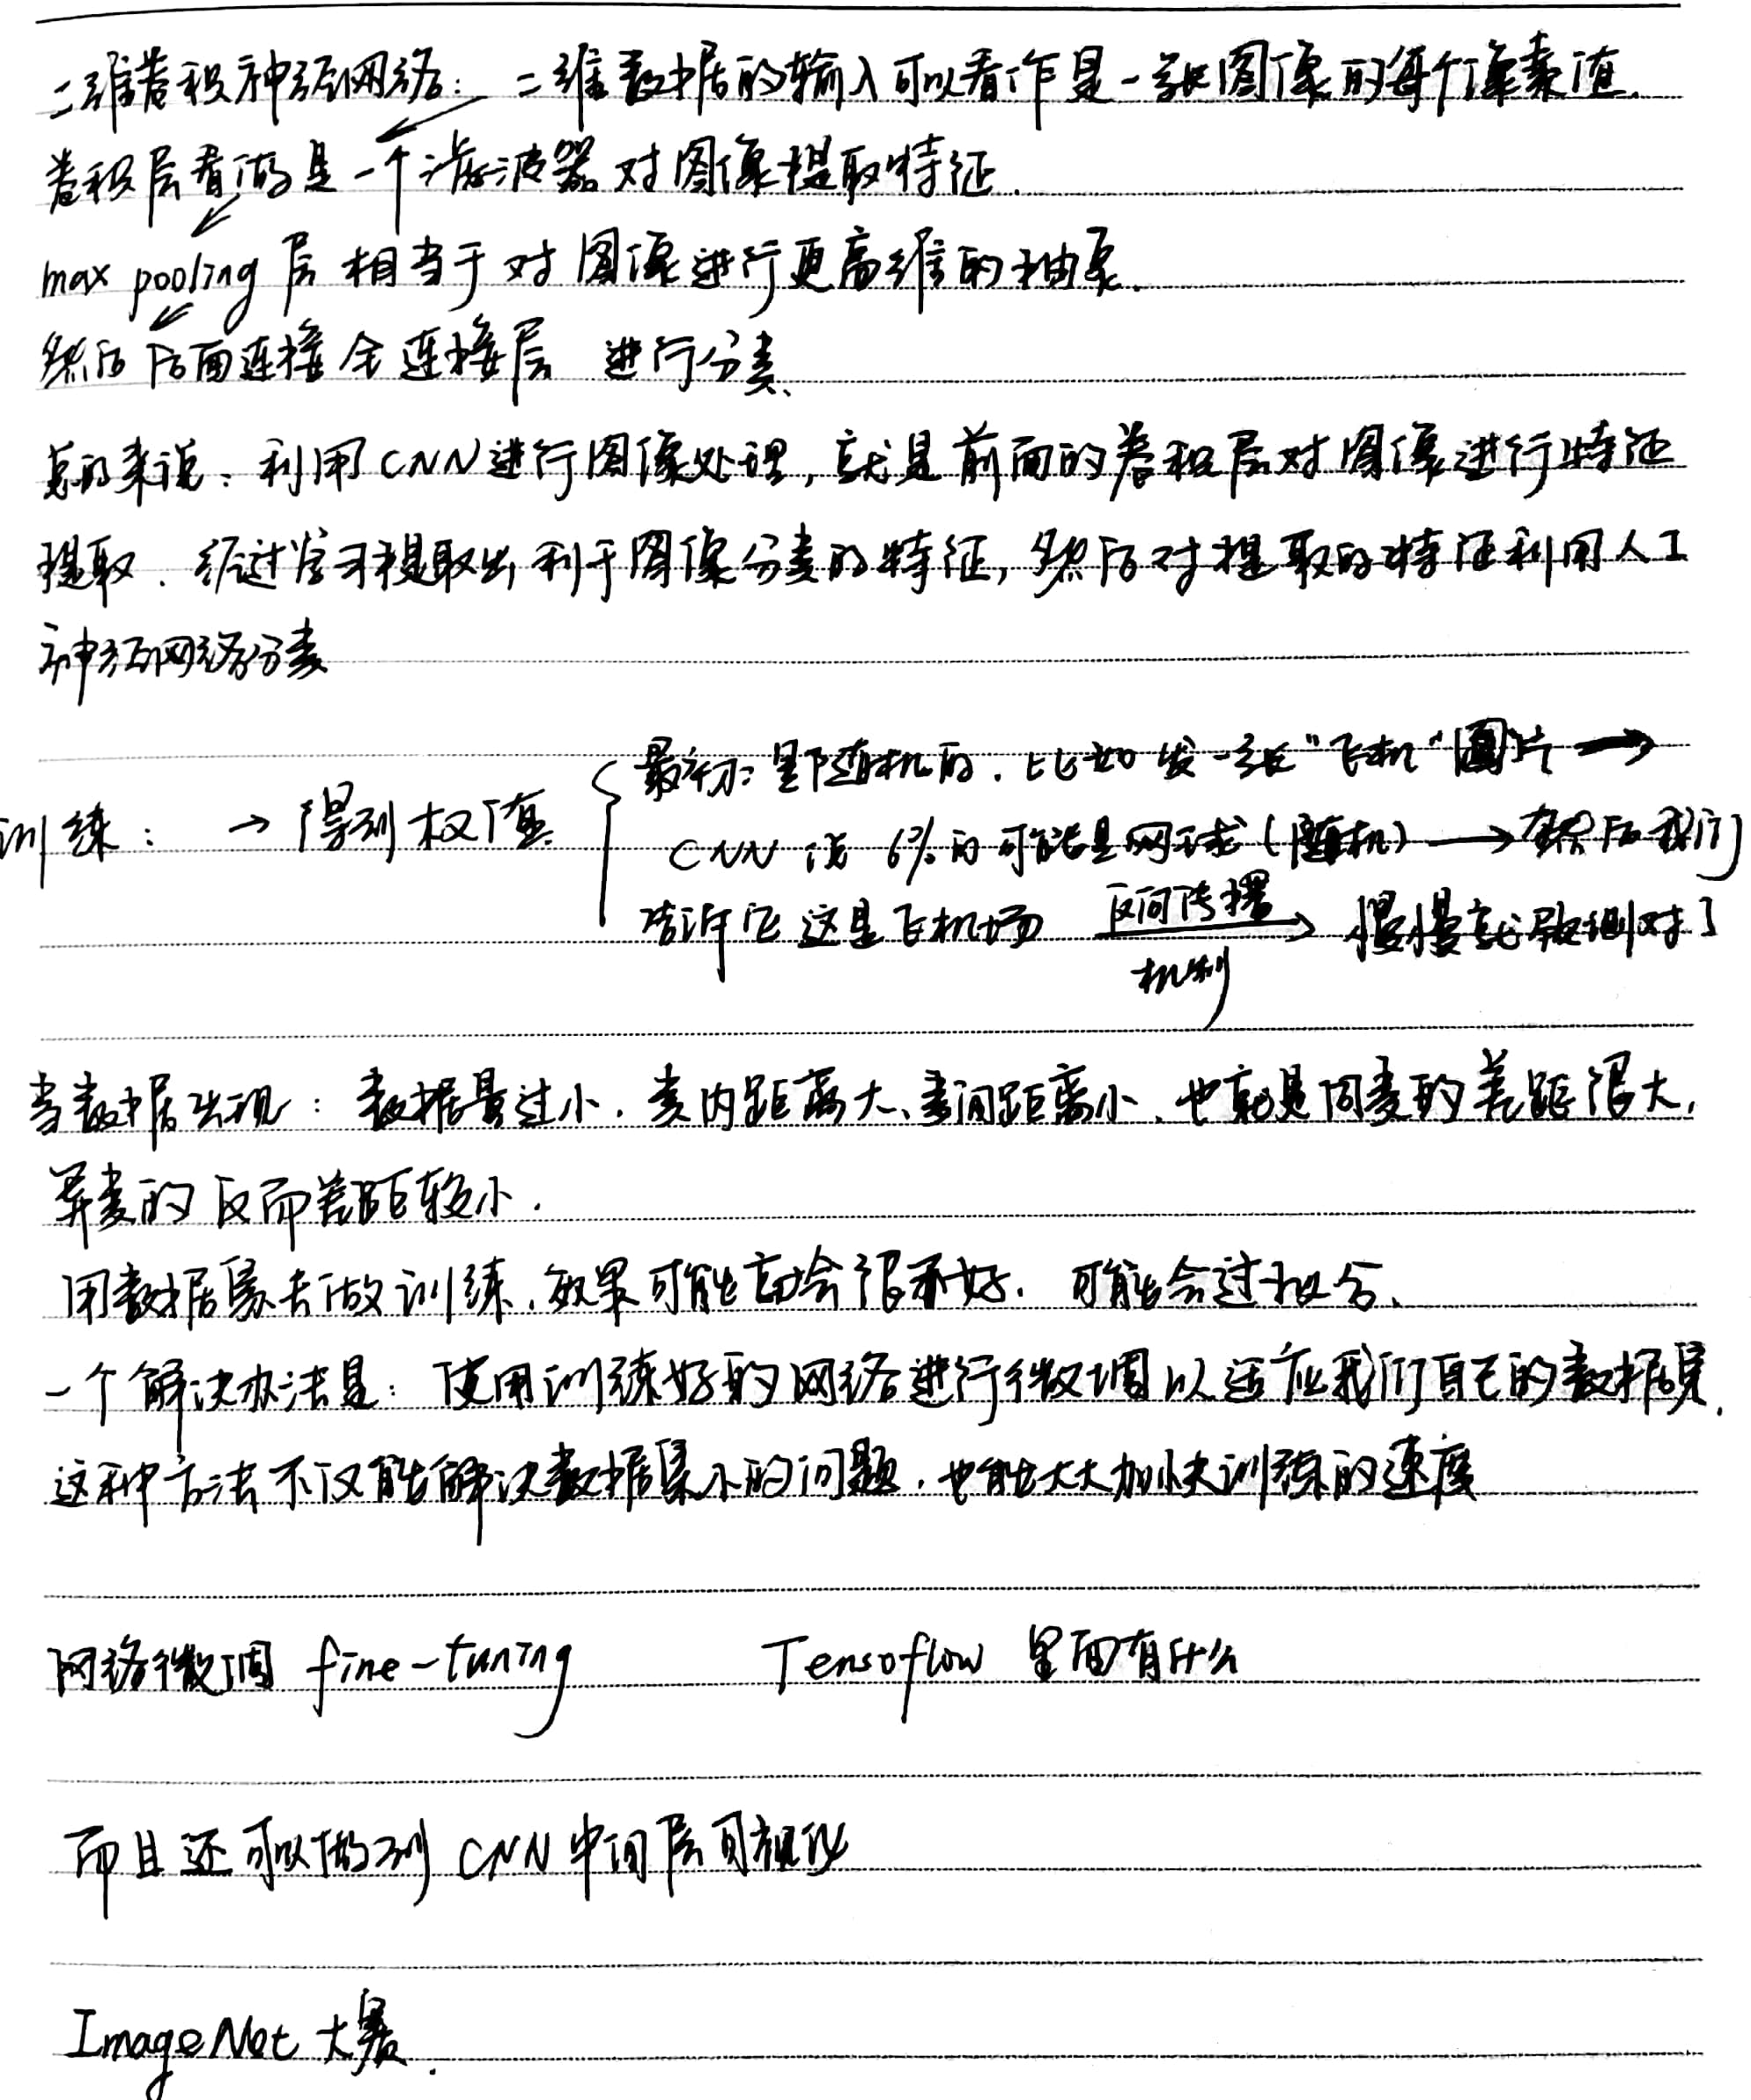 二维卷积神经网络：二维数据的输入可以看作是一张图像的每个像素值.
卷积层看做是一个滤波器对图像提取特征.
max pooling 层相当于对图像进行更高维的抽象.
然后后面连接全连接层 进行分类、
总的来说：利用CNN进行图像处理，就是前面的卷积层对图像进行特征
提取．经过学习提取出利于图像分类的特征，然后对提取的特征利用人工
神经网络分类
最初：是随机的．比如 发一张“飞机”图片 →
训练：→ 得到权值
CNN 说 6% 的可能是网球（随机）→ 然后我们
告诉它 这是飞机场 反向传播 → 慢慢就 预测对了
机制
当数据出现：数据量过小．类内距离大、类间距离小．也就是同类的差距很大，
异类的反而差距较小．
用数据集去做训练．效果可能 会很不好．可能会过拟合、
一个解决办法是：使用训练好的网络进行微调以适应我们自己的数据集．
这种方法不仅能解决数据集小的问题．也能大大加快训练的速度
网络微调 fine-tuning Tensoflow 里面有什么
而且还可以做到 CNN 中间层可视化
ImageNet 大赛.